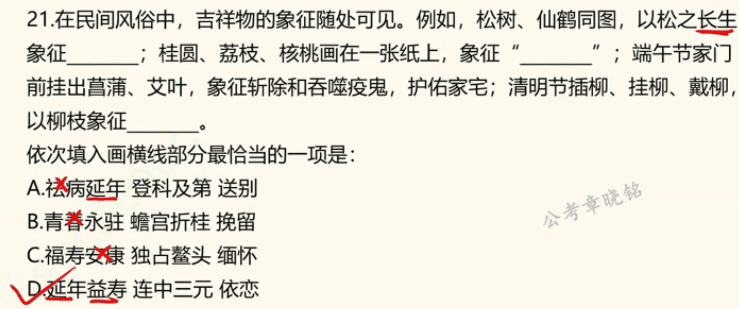 21.在民间风俗中，吉祥物的象征随处可见。例如，松树、仙鹤同图，以松之长生
象征_______；桂圆、荔枝、核桃画在一张纸上，象征“_______”；端午节家门
前挂出菖蒲、艾叶，象征斩除和吞噬疫鬼，护佑家宅；清明节插柳、挂柳、戴柳，
以柳枝象征_______。
依次填入画横线部分最恰当的一项是：
A.祛病延年 登科及第 送别
B.青春永驻 蟾宫折桂 挽留
C.福寿安康 独占鳌头 缅怀
D.延年益寿 连中三元 依恋
公考章晓铭